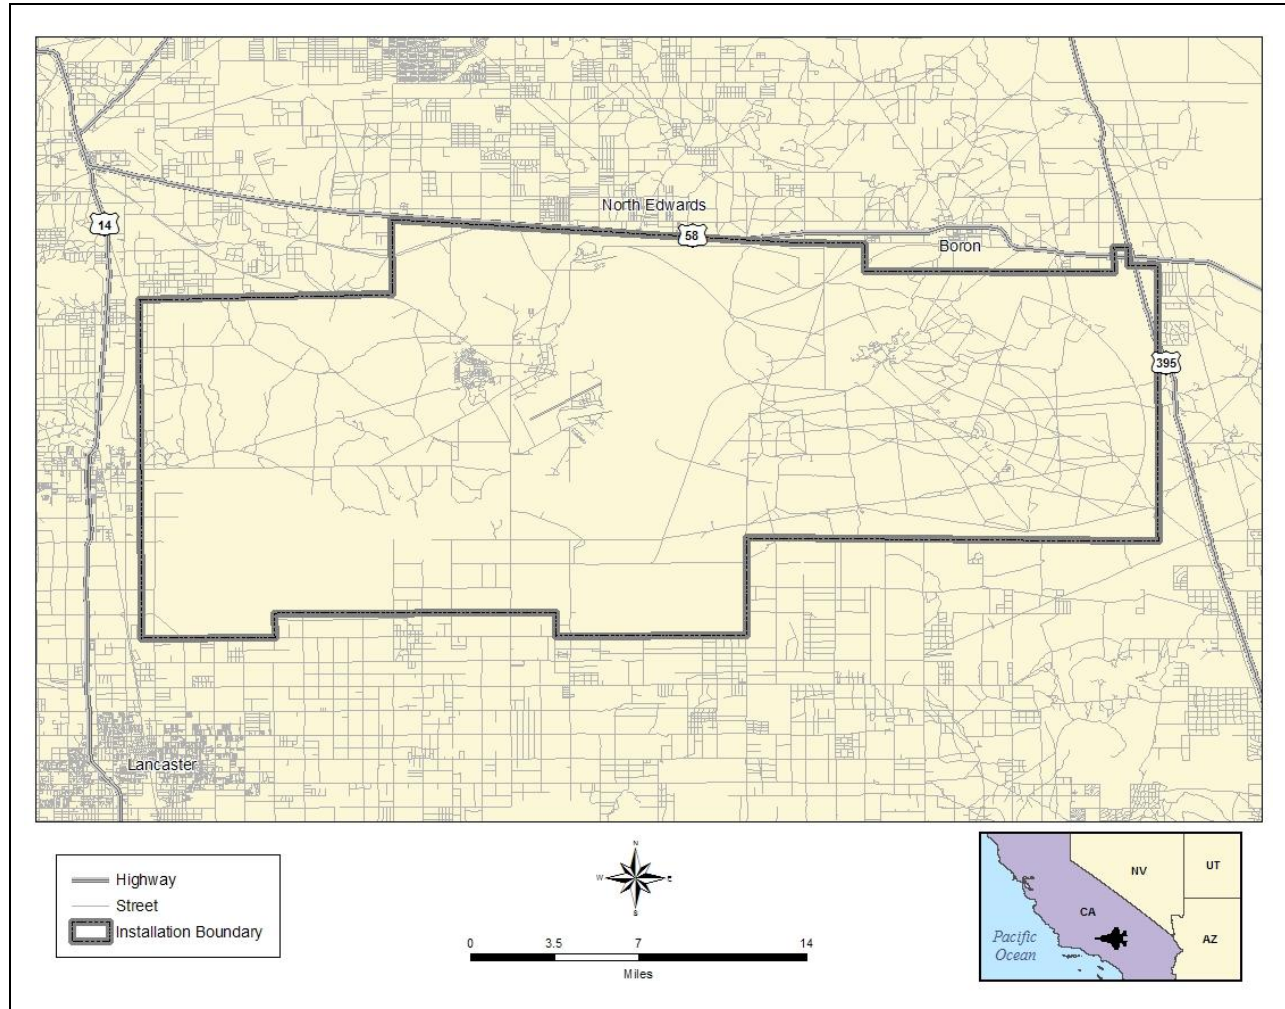 14
North Edwards
58
Boron
395
Lancaster
Highway
Street
Installation Boundary
N
W
E
S
0 3.5 7 14
Miles
NV
UT
CA
AZ
Pacific
Ocean